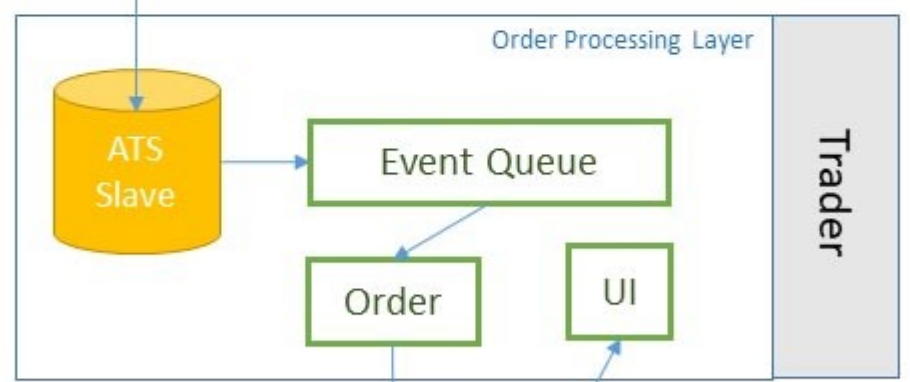 Order Processing Layer
ATS
Slave
Event Queue
Order
UI
Trader